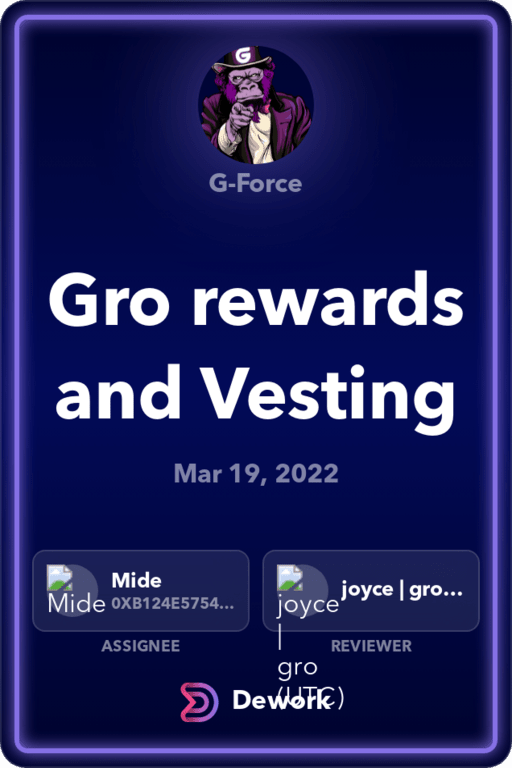 G
G-Force
Gro rewards
and Vesting
Mar 19, 2022
Mide
Mide
0XB124E5754...
ASSIGNEE
joyce
|
gro
(UTC)
joyce | gro...
REVIEWER
Dework